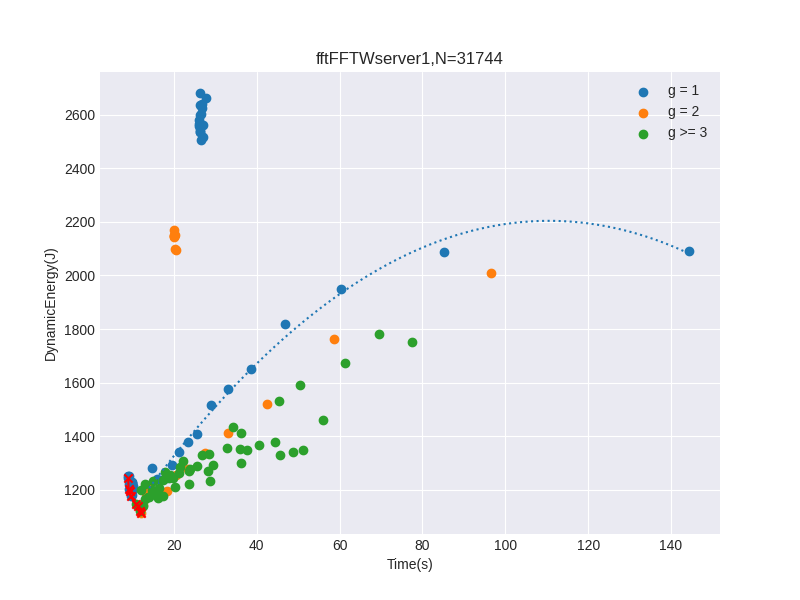 fftFFTWserver1,N=31744
g = 1
g = 2
g >= 3
DynamicEnergy(J)
2600
2400
2200
2000
1800
1600
1400
1200
20 40 60 80 100 120 140
Time(s)